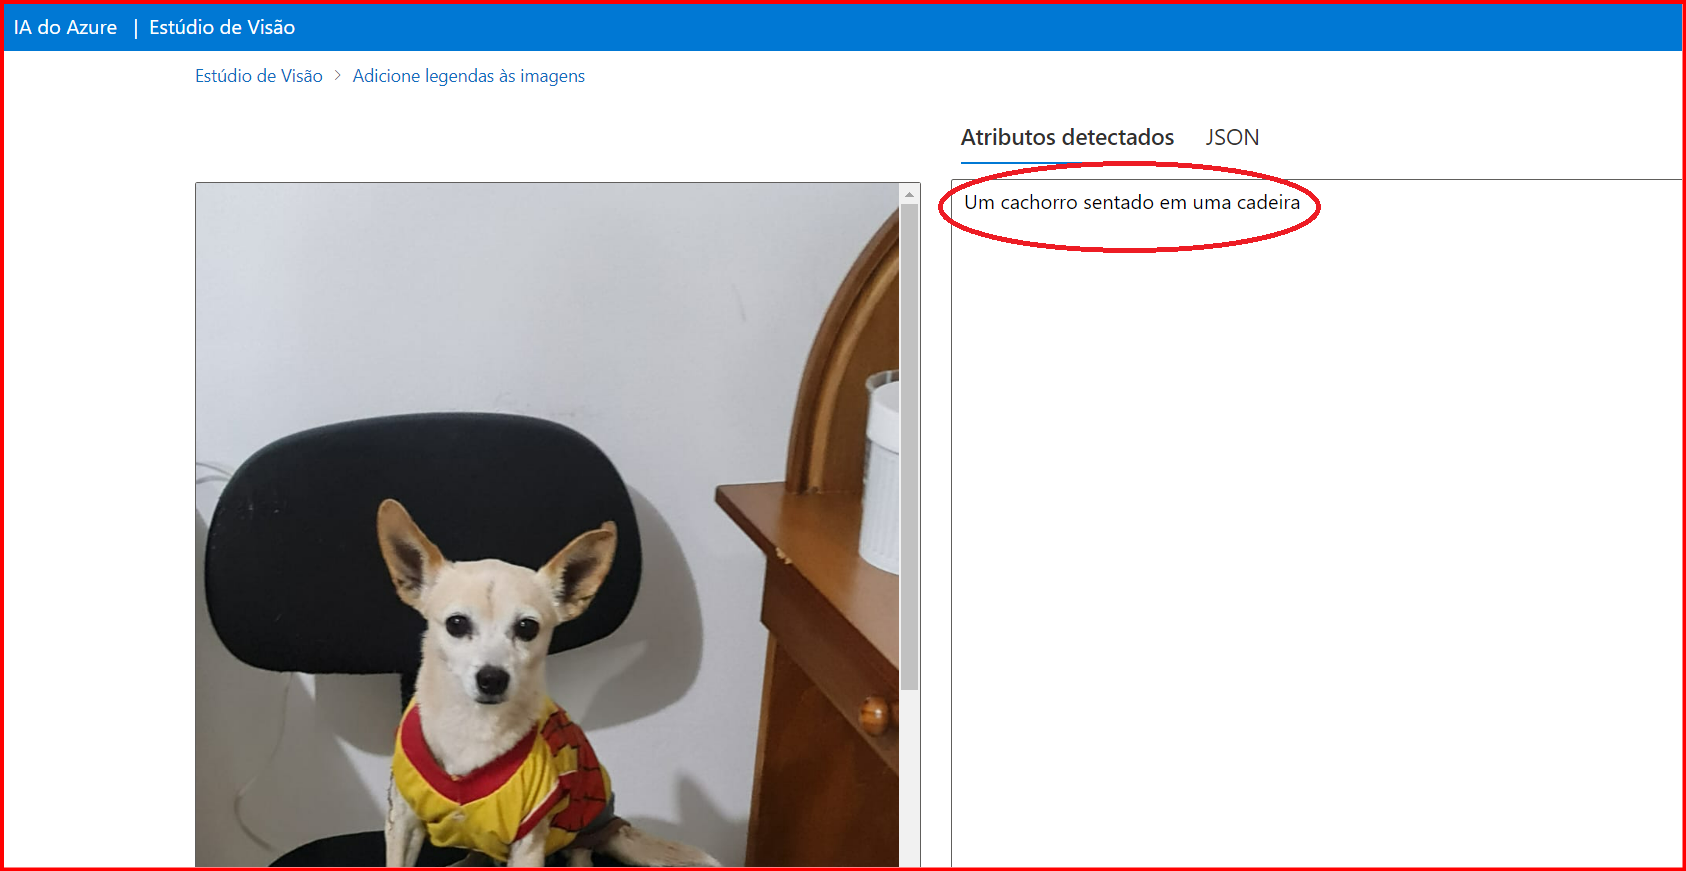 IA do Azure | Estúdio de Visão
Estúdio de Visão > Adicione legendas às imagens
Atributos detectados JSON
Um cachorro sentado em uma cadeira